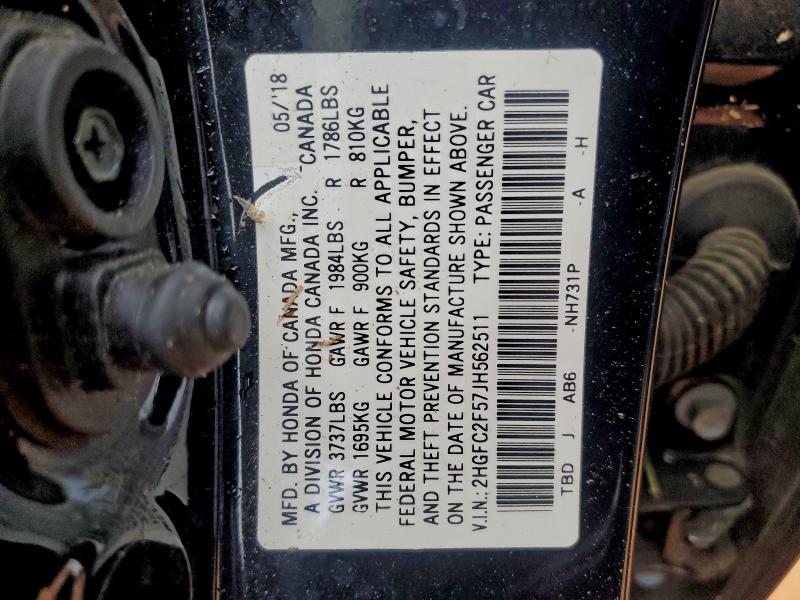 MFD. BY HONDA OF CANADA MFG., 05/'18
A DIVISION OF HONDA CANADA INC. -CANADA
GVWR 3737LBS GAWR F 1984LBS R 1786LBS
GVWR 1695KG GAWR F 900KG R 810KG
THIS VEHICLE CONFORMS TO ALL APPLICABLE
FEDERAL MOTOR VEHICLE SAFETY, BUMPER,
AND THEFT PREVENTION STANDARDS IN EFFECT
ON THE DATE OF MANUFACTURE SHOWN ABOVE.
V.I.N.: 2HGFC2F57JH562511 TYPE: PASSENGER CAR
TBD J AB6 -NH731P -A -H